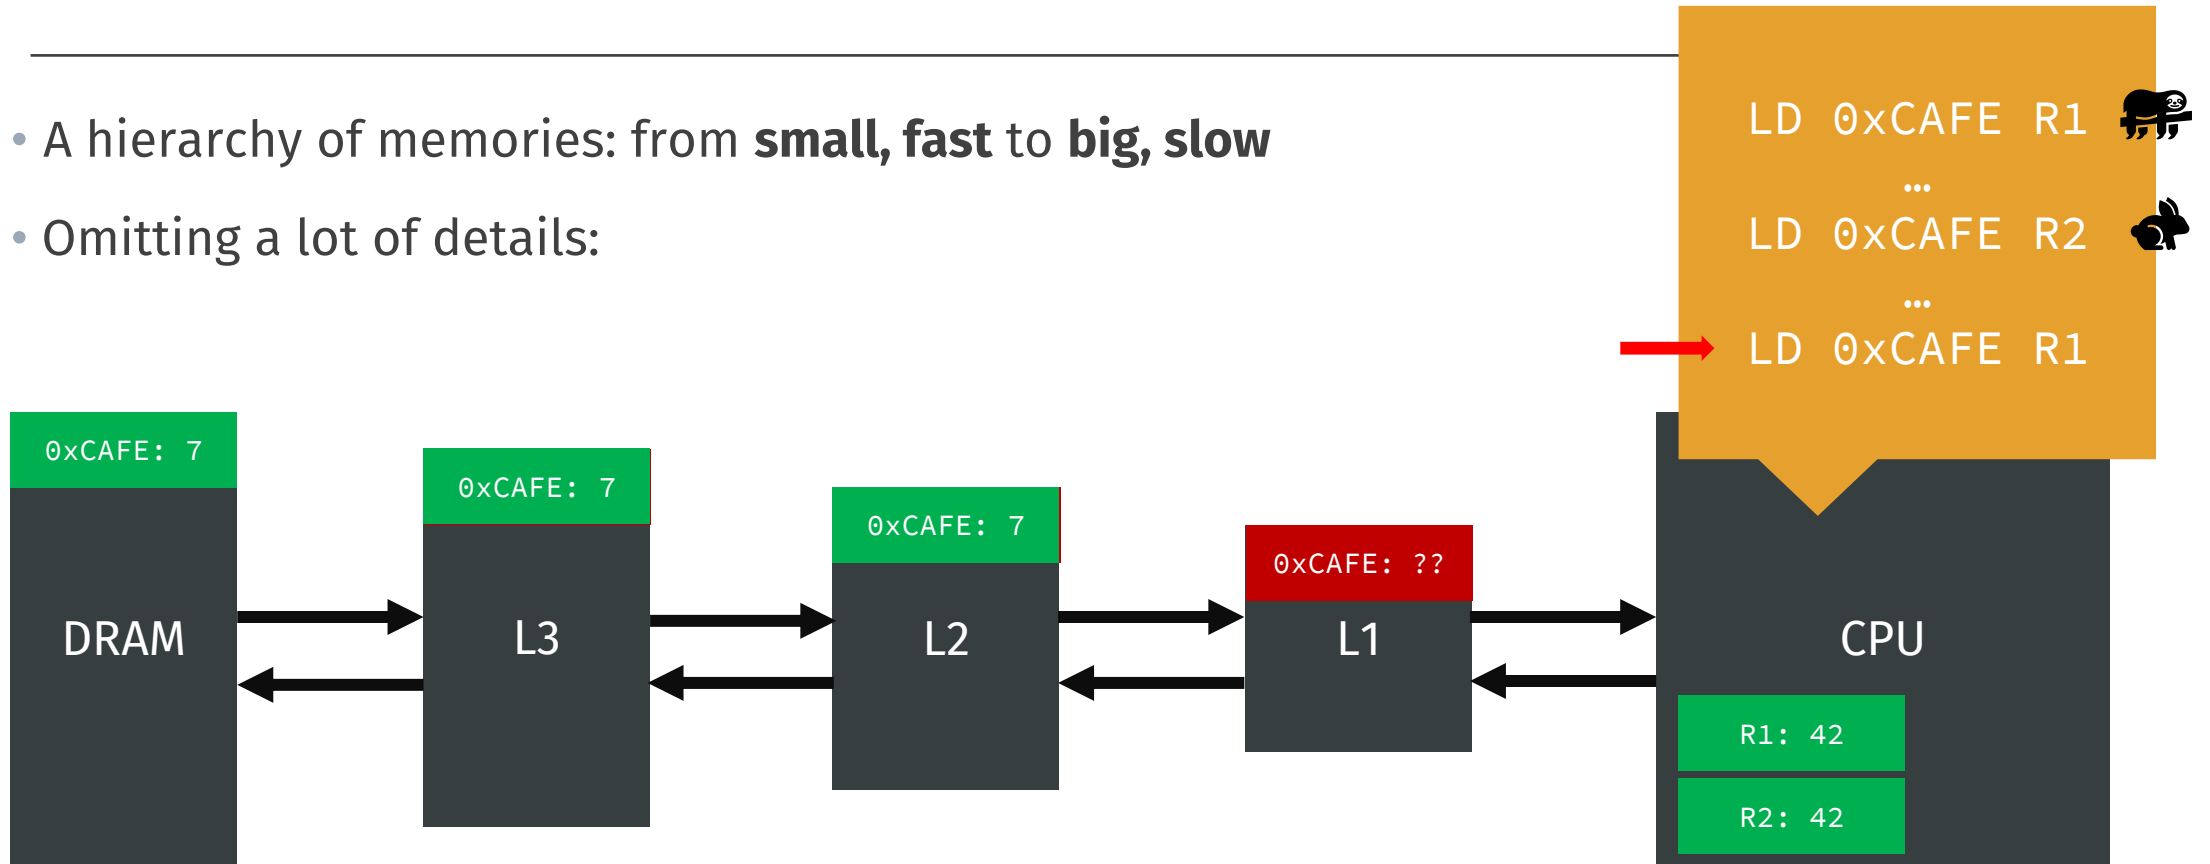 • A hierarchy of memories: from small, fast to big, slow
• Omitting a lot of details:
LD 0xCAFE R1
…
LD 0xCAFE R2
…
LD 0xCAFE R1
0xCAFE: 7
DRAM
0xCAFE: 7
L3
0xCAFE: 7
L2
0xCAFE: ??
L1
CPU
R1: 42
R2: 42